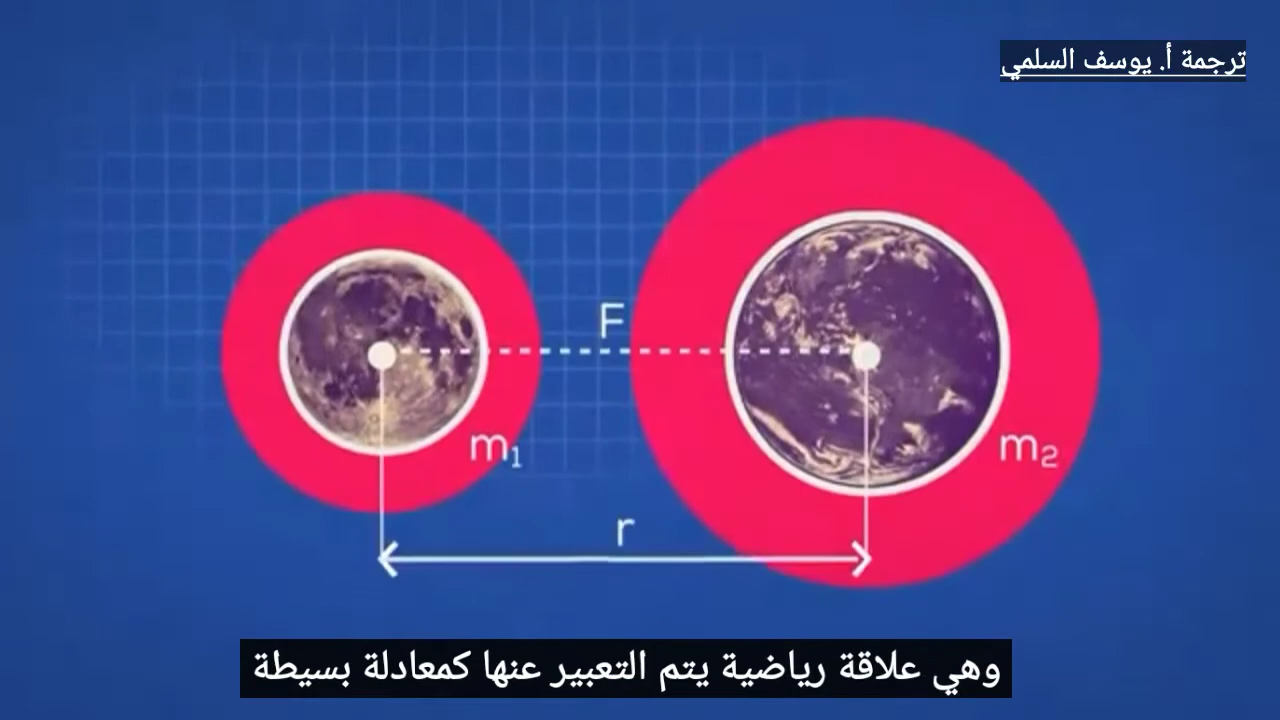 ترجمة أ. يوسف السلمي
F
m₁
m₂
r
وهي علاقة رياضية يتم التعبير عنها كمعادلة بسيطة